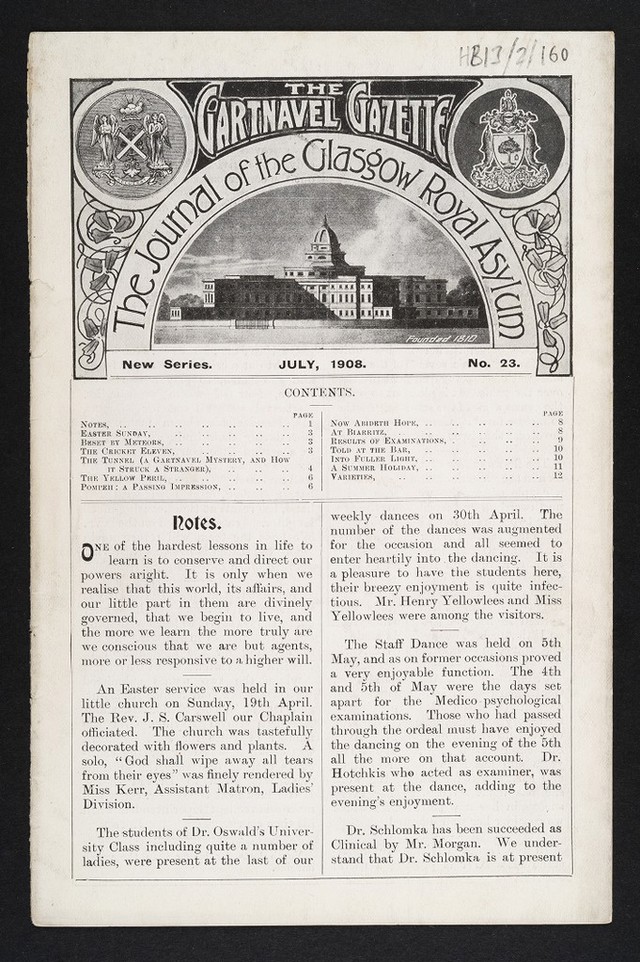 HB13/2/160
THE
GARTNAVEL GAZETTE
The Journal of the Glasgow Royal Asylum
Founded 1810
New Series. JULY, 1908. No. 23.
CONTENTS.
PAGE
NOTES, .. .. .. .. .. .. .. 1
EASTER SUNDAY, .. .. .. .. .. 3
BESET BY METEORS, .. .. .. .. .. 3
THE CRICKET ELEVEN, .. .. .. .. 3
THE TUNNEL (A GARTNAVEL MYSTERY, AND HOW
IT STRUCK A STRANGER), .. .. .. 4
THE YELLOW PERIL, .. .. .. .. .. 6
POMPEII: A PASSING IMPRESSION, .. .. .. 6
PAGE
NOW ABIDETH HOPE, .. .. .. .. .. 8
AT BIARRITZ, .. .. .. .. .. 8
RESULTS OF EXAMINATIONS, .. .. .. .. 9
TOLD AT THE BAR, .. .. .. .. .. 10
INTO FULLER LIGHT, .. .. .. .. .. 10
A SUMMER HOLIDAY, .. .. .. .. .. 11
VARIETIES, .. .. .. .. .. .. 12
Notes.
ONE of the hardest lessons in life to
learn is to conserve and direct our
powers aright. It is only when we
realise that this world, its affairs, and
our little part in them are divinely
governed, that we begin to live, and
the more we learn the more truly are
we conscious that we are but agents,
more or less responsive to a higher will.
An Easter service was held in our
little church on Sunday, 19th April.
The Rev. J. S. Carswell our Chaplain
officiated. The church was tastefully
decorated with flowers and plants. A
solo, "God shall wipe away all tears
from their eyes" was finely rendered by
Miss Kerr, Assistant Matron, Ladies'
Division.
The students of Dr. Oswald's Univer-
sity Class including quite a number of
ladies, were present at the last of our
weekly dances on 30th April. The
number of the dances was augmented
for the occasion and all seemed to
enter heartily into the dancing. It is
a pleasure to have the students here,
their breezy enjoyment is quite infec-
tious. Mr. Henry Yellowlees and Miss
Yellowlees were among the visitors.
The Staff Dance was held on 5th
May, and as on former occasions proved
a very enjoyable function. The 4th
and 5th of May were the days set
apart for the Medico psychological
examinations. Those who had passed
through the ordeal must have enjoyed
the dancing on the evening of the 5th
all the more on that account. Dr.
Hotchkis who acted as examiner, was
present at the dance, adding to the
evening's enjoyment.
Dr. Schlomka has been succeeded as
Clinical by Mr. Morgan. We under-
stand that Dr. Schlomka is at present